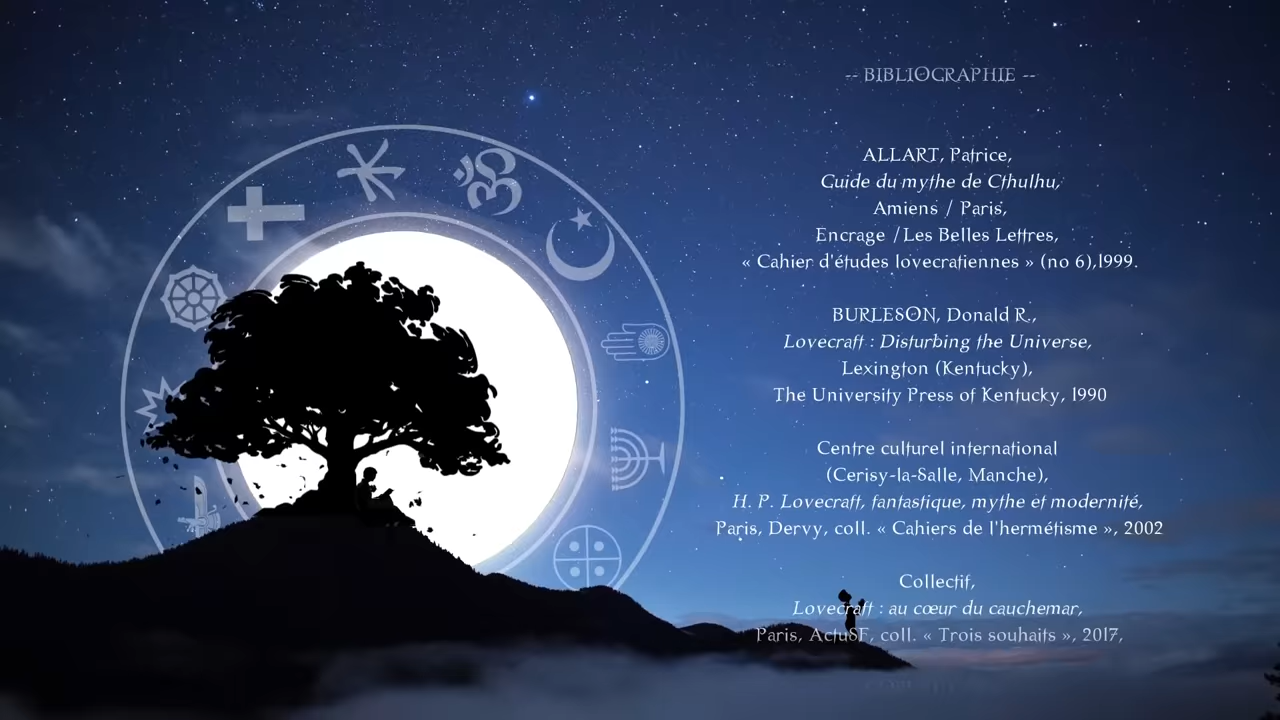 -- BIBLIOGRAPHIE --
ALLART, Patrice,
Guide du mythe de Cthulhu,
Amiens / Paris,
Encrage /Les Belles Lettres,
« Cahier d'études lovecratiennes » (no 6),1999.
BURLESON, Donald R.,
Lovecraft : Disturbing the Universe,
Lexington (Kentucky),
The University Press of Kentucky, 1990
Centre culturel international
(Cerisy-la-Salle, Manche),
H. P. Lovecraft, fantastique, mythe et modernité,
Paris, Dervy, coll. « Cahiers de l'hermétisme », 2002
Collectif,
Lovecraft : au cœur du cauchemar,
Paris, ActuSF, coll. « Trois souhaits », 2017,